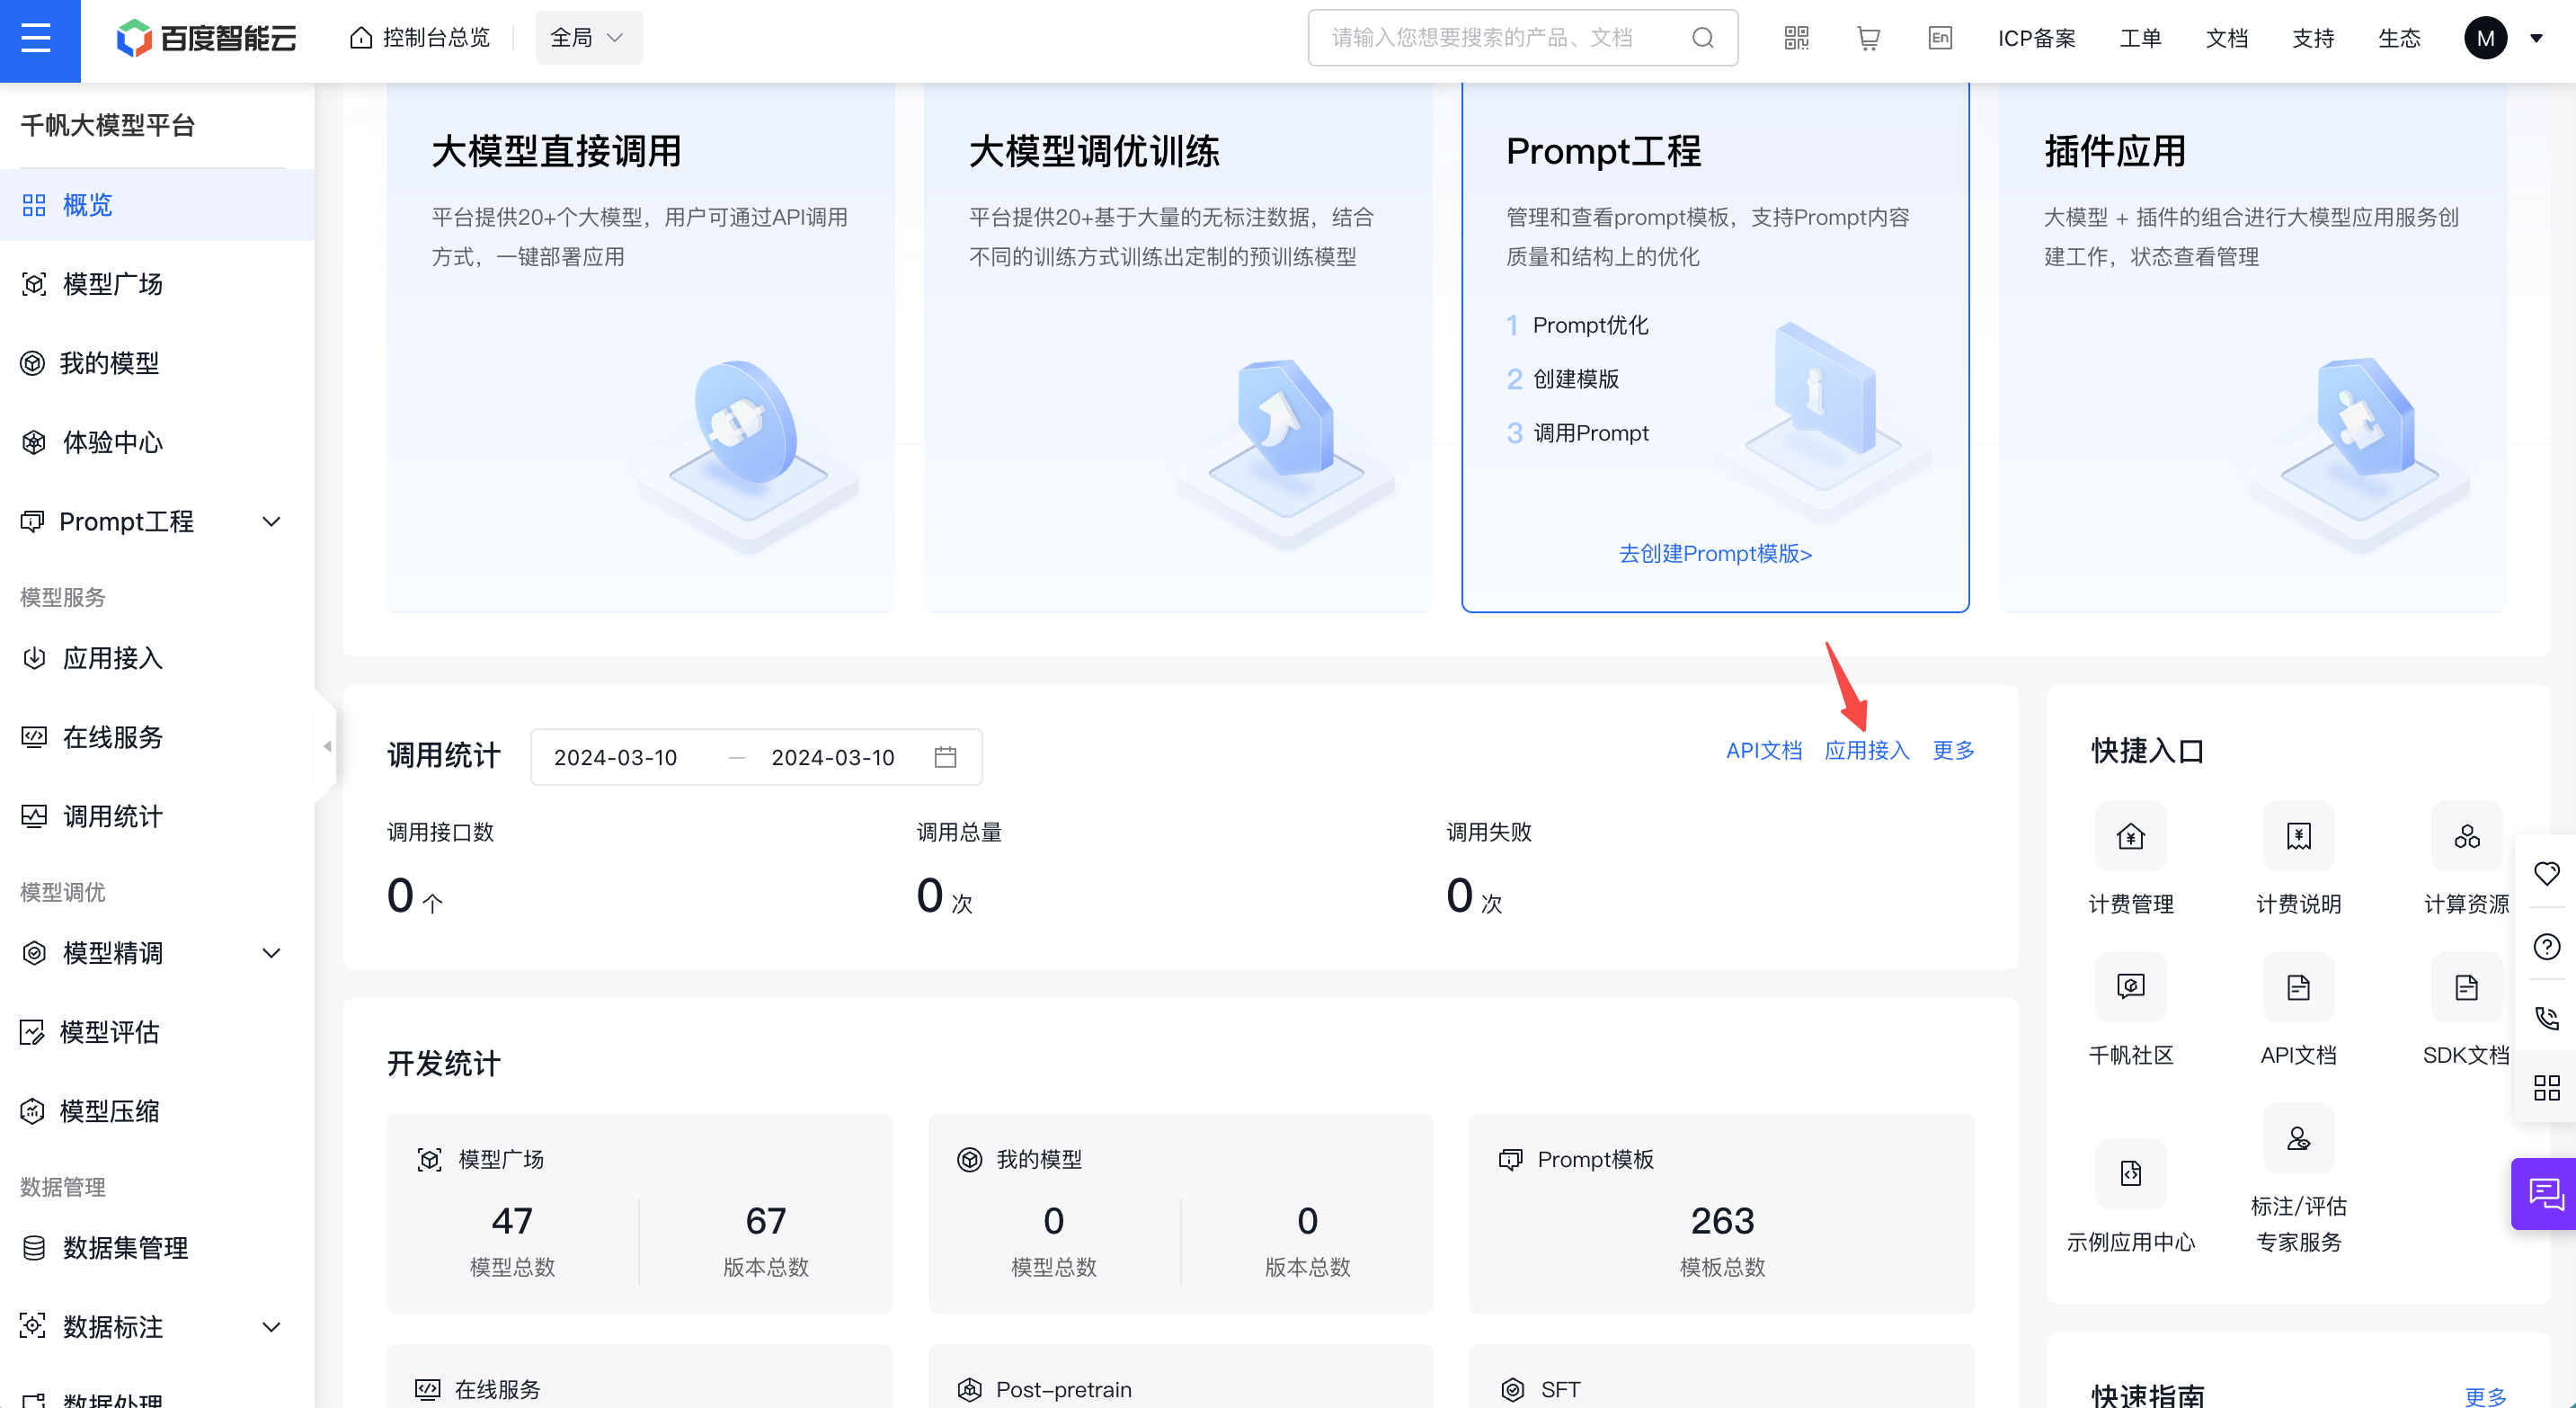 百度智能云
控制台总览
全局
请输入您想要搜索的产品、文档
En
ICP备案
工单
文档
支持
生态
M
千帆大模型平台
概览
模型广场
我的模型
体验中心
Prompt工程
模型服务
应用接入
在线服务
调用统计
模型调优
模型精调
模型评估
模型压缩
数据管理
数据集管理
数据标注
数据处理
大模型直接调用
平台提供20+个大模型，用户可通过API调用
方式，一键部署应用
大模型调优训练
平台提供20+基于大量的无标注数据，结合
不同的训练方式训练出定制的预训练模型
Prompt工程
管理和查看prompt模板，支持Prompt内容
质量和结构上的优化
1 Prompt优化
2 创建模版
3 调用Prompt
去创建Prompt模版>
插件应用
大模型 + 插件的组合进行大模型应用服务创
建工作，状态查看管理
调用统计
2024-03-10 — 2024-03-10
API文档 应用接入 更多
调用接口数
0 个
调用总量
0 次
调用失败
0 次
开发统计
模型广场
47
模型总数
67
版本总数
我的模型
0
模型总数
0
版本总数
Prompt模板
263
模板总数
在线服务
Post-pretrain
SFT
快捷入口
计费管理
计费说明
计算资源
千帆社区
API文档
SDK文档
示例应用中心
标注/评估
专家服务
快速指南
更多